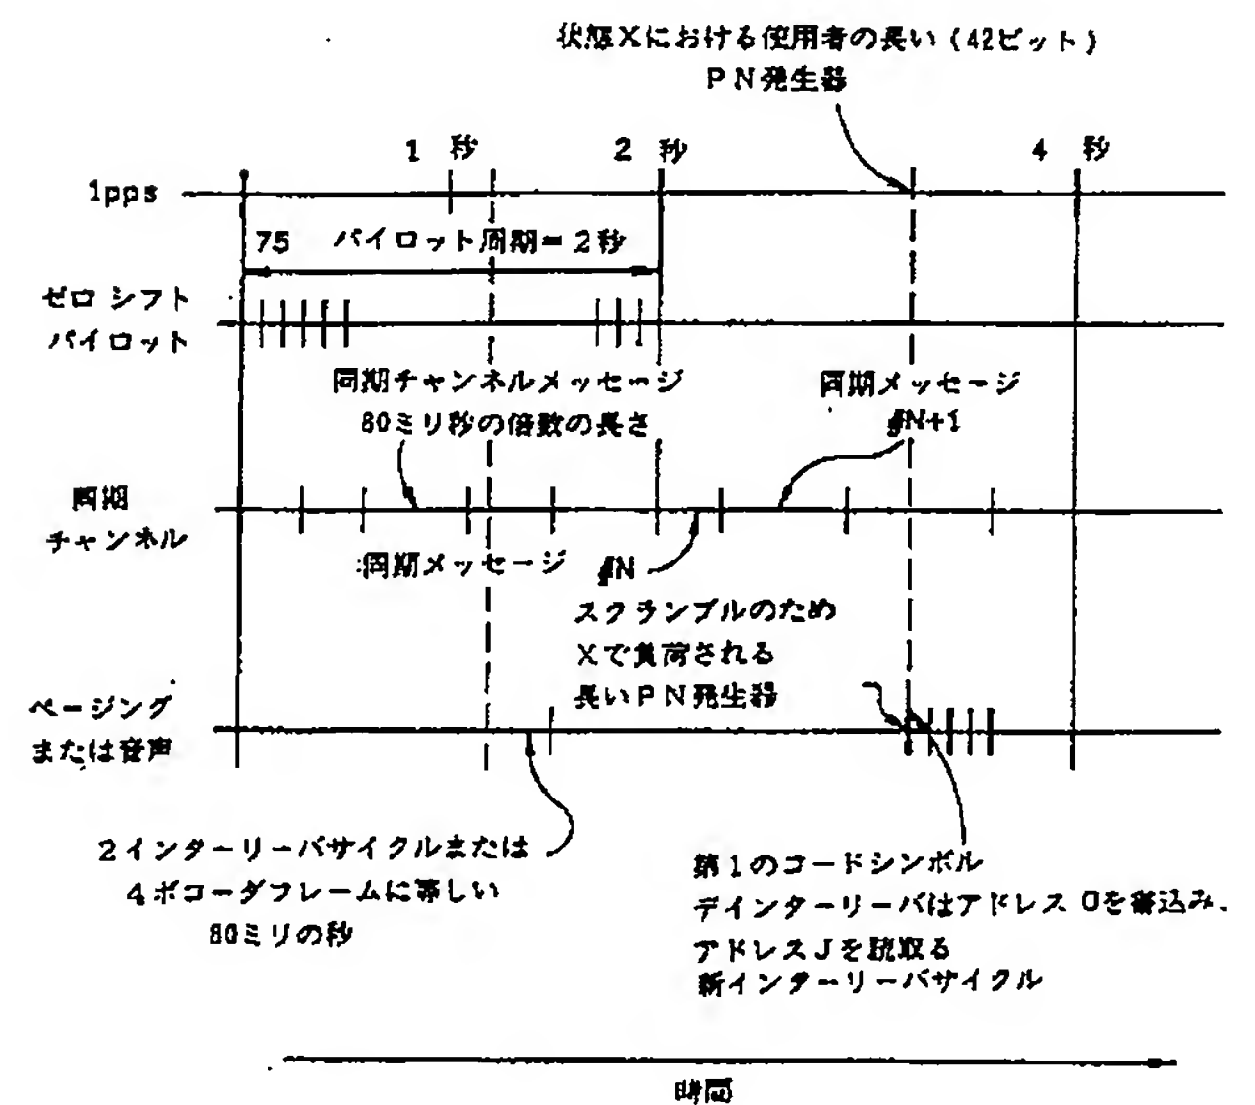 状態Xにおける使用者の長い (42ビット)
PN発生器
1 秒
2 秒
4 秒
1pps
75 パイロット周期=2秒
ゼロ シフト
パイロット
同期チャンネルメッセージ
80ミリ秒の倍数の長さ
同期メッセージ
#N+1
同期
チャンネル
同期メッセージ #N
スクランブルのため
Xで負荷される
長いPN発生器
ページング
または音声
2インターリーバサイクルまたは
4ボコーダフレームに等しい
80ミリの秒
第1のコードシンボル
デインターリーバはアドレス 0を書込み、
アドレスJを読取る
新インターリーバサイクル
時間